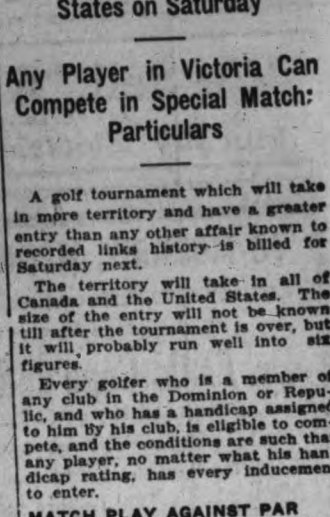 States on Saturday
Any Player in Victoria Can
Compete in Special Match:
Particulars
A golf tournament which will take
in more territory and have a greater
entry than any other affair known to
recorded links history is billed for
Saturday next.
The territory will take in all of
Canada and the United States. The
size of the entry will not be known
till after the tournament is over, but
it will probably run well into six
figures.
Every golfer who is a member of
any club in the Dominion or Repu-
lic, and who has a handicap assigned
to him by his club, is eligible to com-
pete, and the conditions are such tha
any player, no matter what his han
dicap rating, has every inducemen
to enter.
MATCH PLAY AGAINST PAR